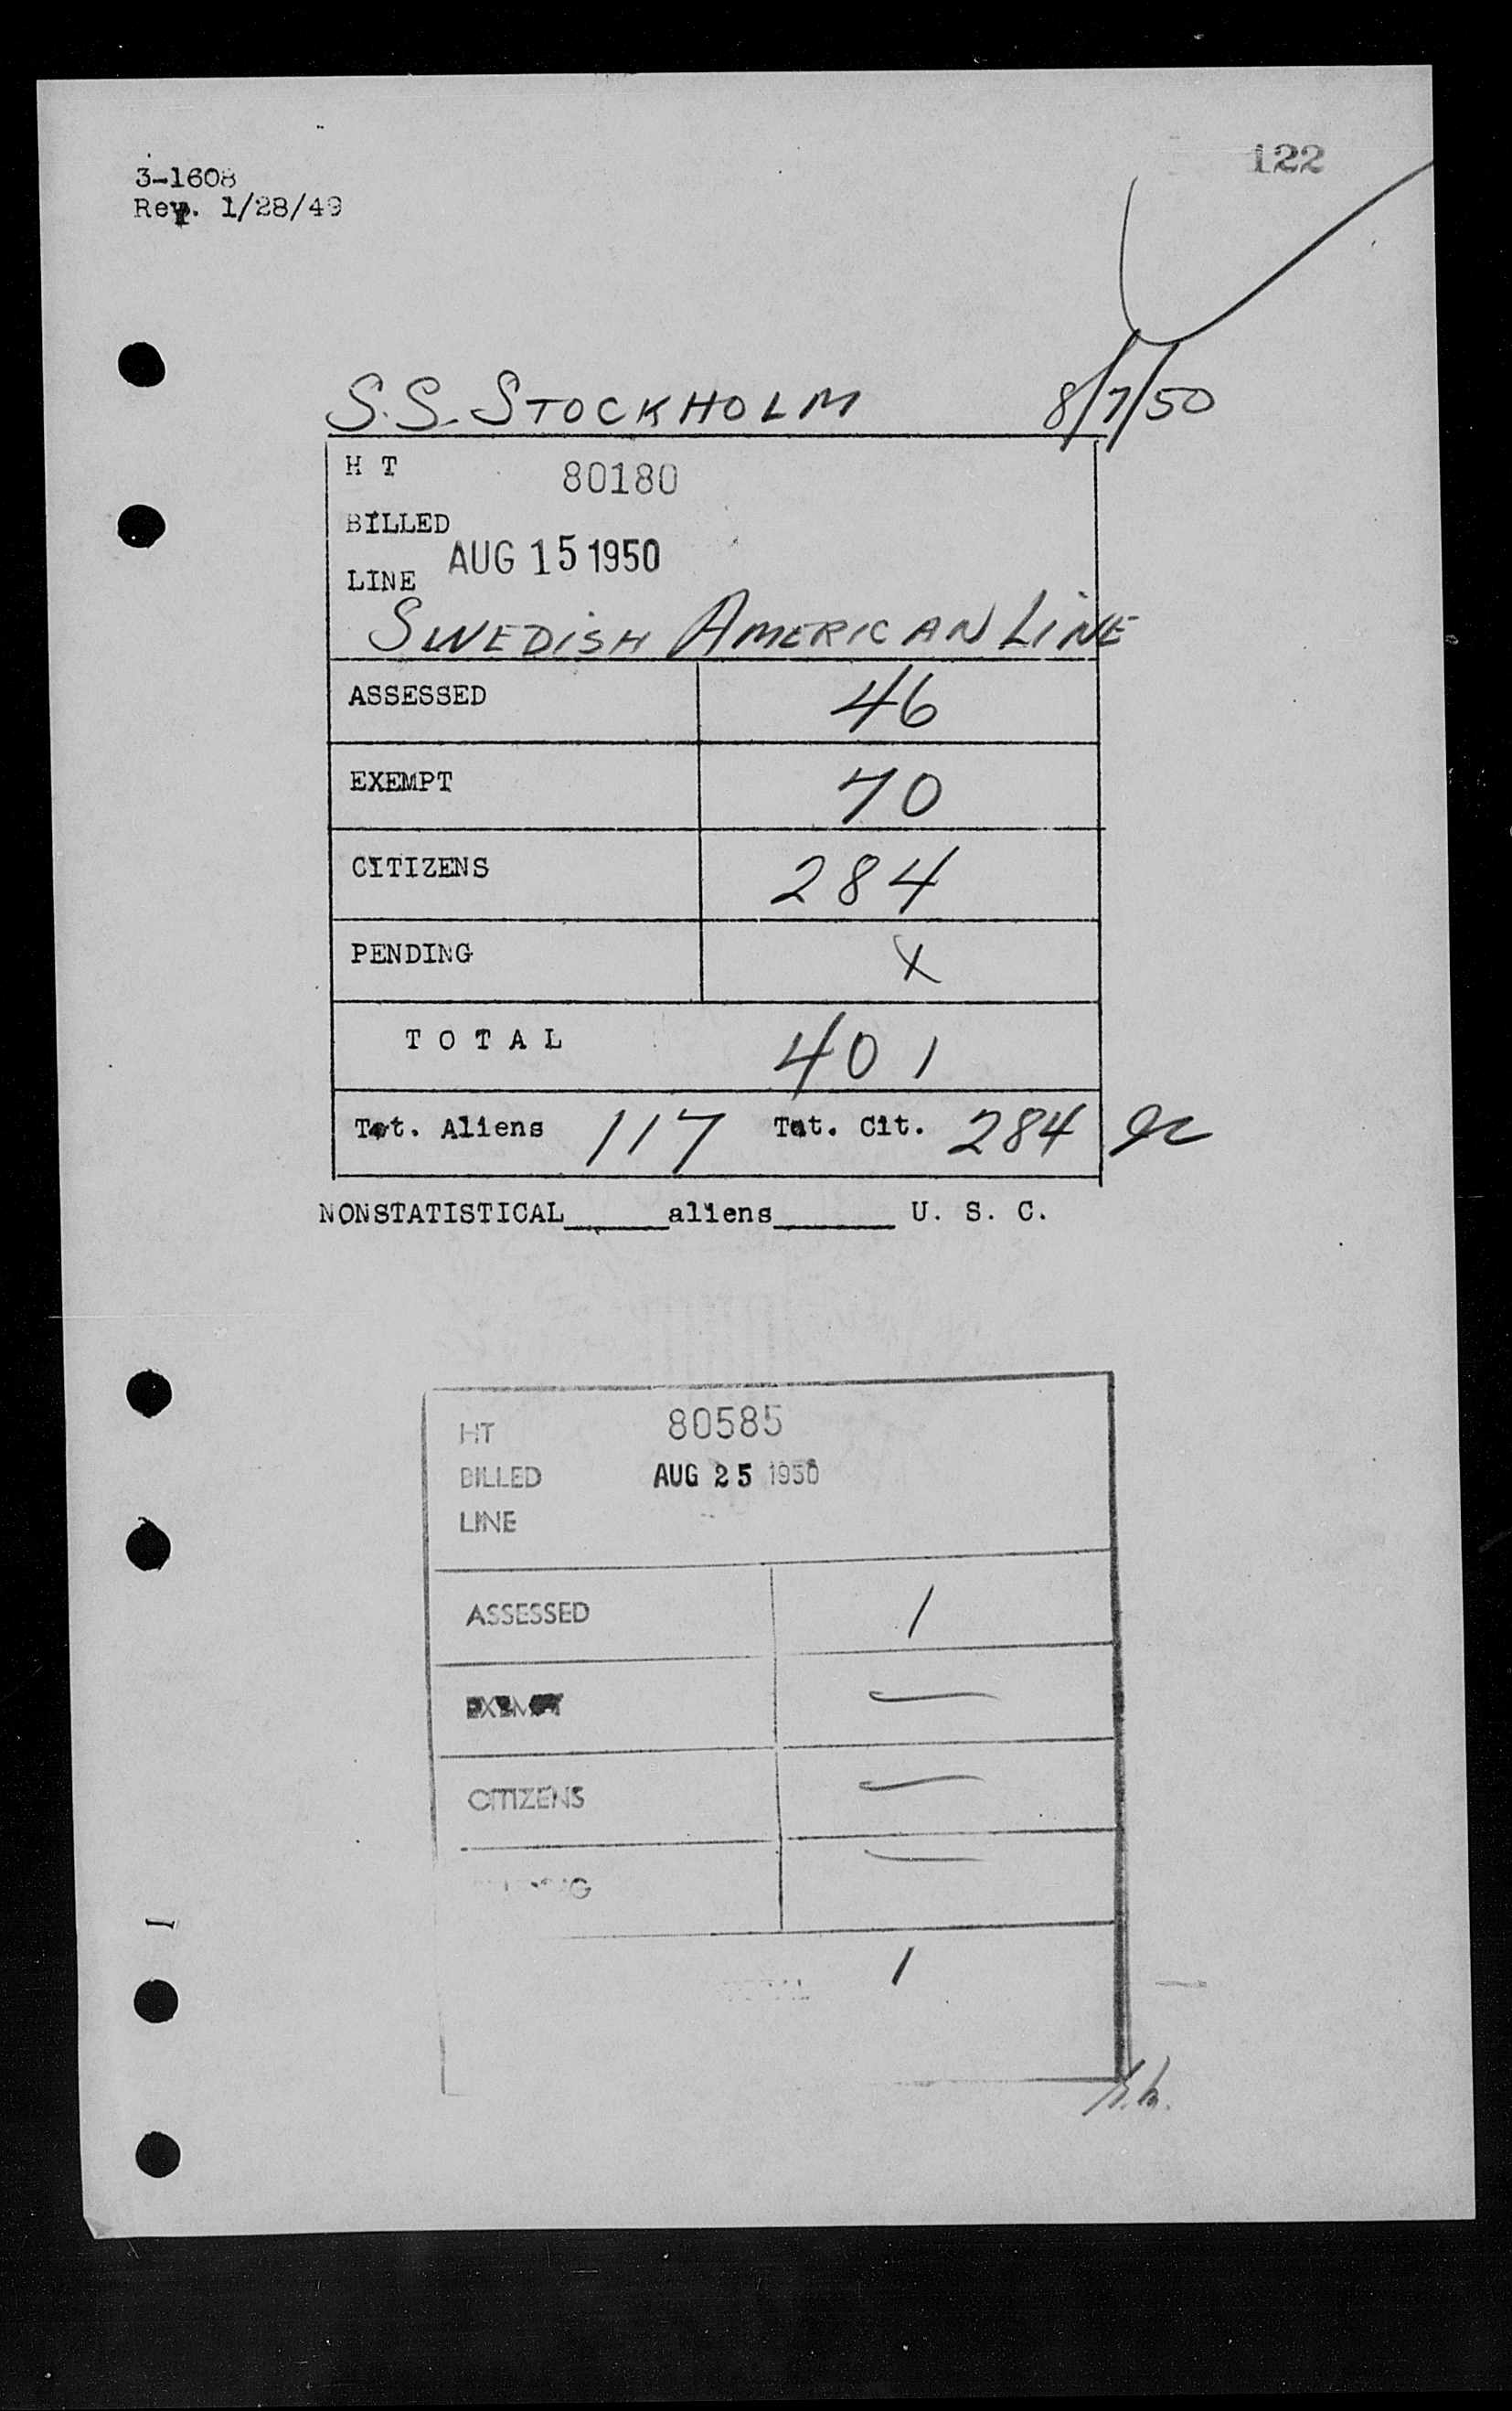 122
3-1608
Rev. 1/28/49
S.S. STOCKHOLM 8/7/50
H T 80180
BILLED
AUG 15 1950
LINE
SWEDISH AMERICAN LINE
ASSESSED 46
EXEMPT 70
CITIZENS 284
PENDING X
T O T A L 401
Tot. Aliens 117 Tot. Cit. 284
NONSTATISTICAL_____aliens______ U. S. C.
HT 80585
BILLED AUG 25 1950
LINE
ASSESSED 1
EXEMPT —
CITIZENS —
—
TOTAL 1